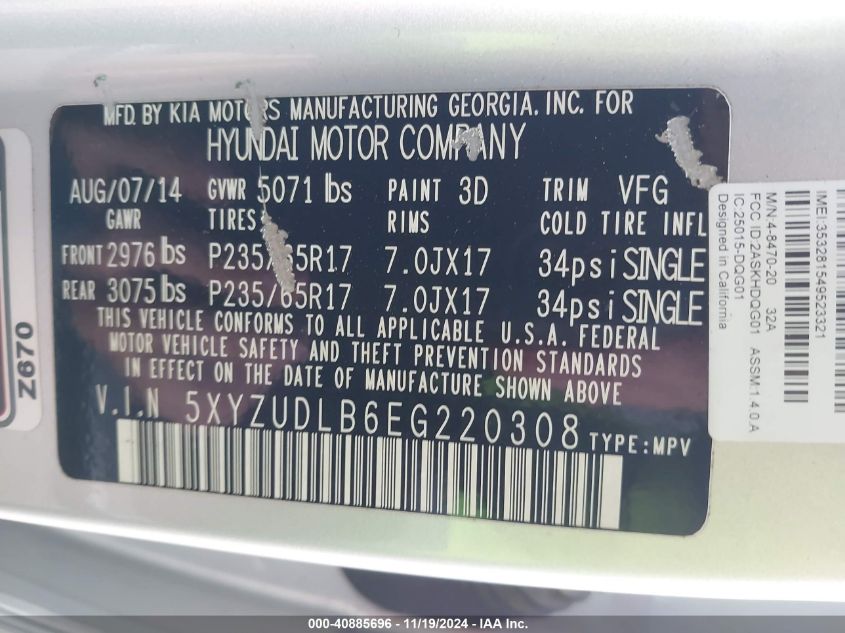 MFD. BY KIA MOTORS MANUFACTURING GEORGIA. INC. FOR
HYUNDAI MOTOR COMPANY
AUG/07/14 GVWR 5071 lbs PAINT 3D TRIM VFG
GAWR TIRES RIMS COLD TIRE INFL
FRONT 2976 lbs P235/65R17 7.0JX17 34psi SINGLE
REAR 3075 lbs P235/65R17 7.0JX17 34psi SINGLE
THIS VEHICLE CONFORMS TO ALL APPLICABLE U.S.A. FEDERAL
MOTOR VEHICLE SAFETY AND THEFT PREVENTION STANDARDS
IN EFFECT ON THE DATE OF MANUFACTURE SHOWN ABOVE
V.I.N 5XYZUDLB6EG220308 TYPE:MPV
Z670
IMEI 353281549523321
M/N:4-8470-20 32A
FCC ID:2ASKHDQG01 ASSM:1.4.0.A
IC:25015-DQG01
Designed in California
000-40885696 - 11/19/2024 - IAA Inc.